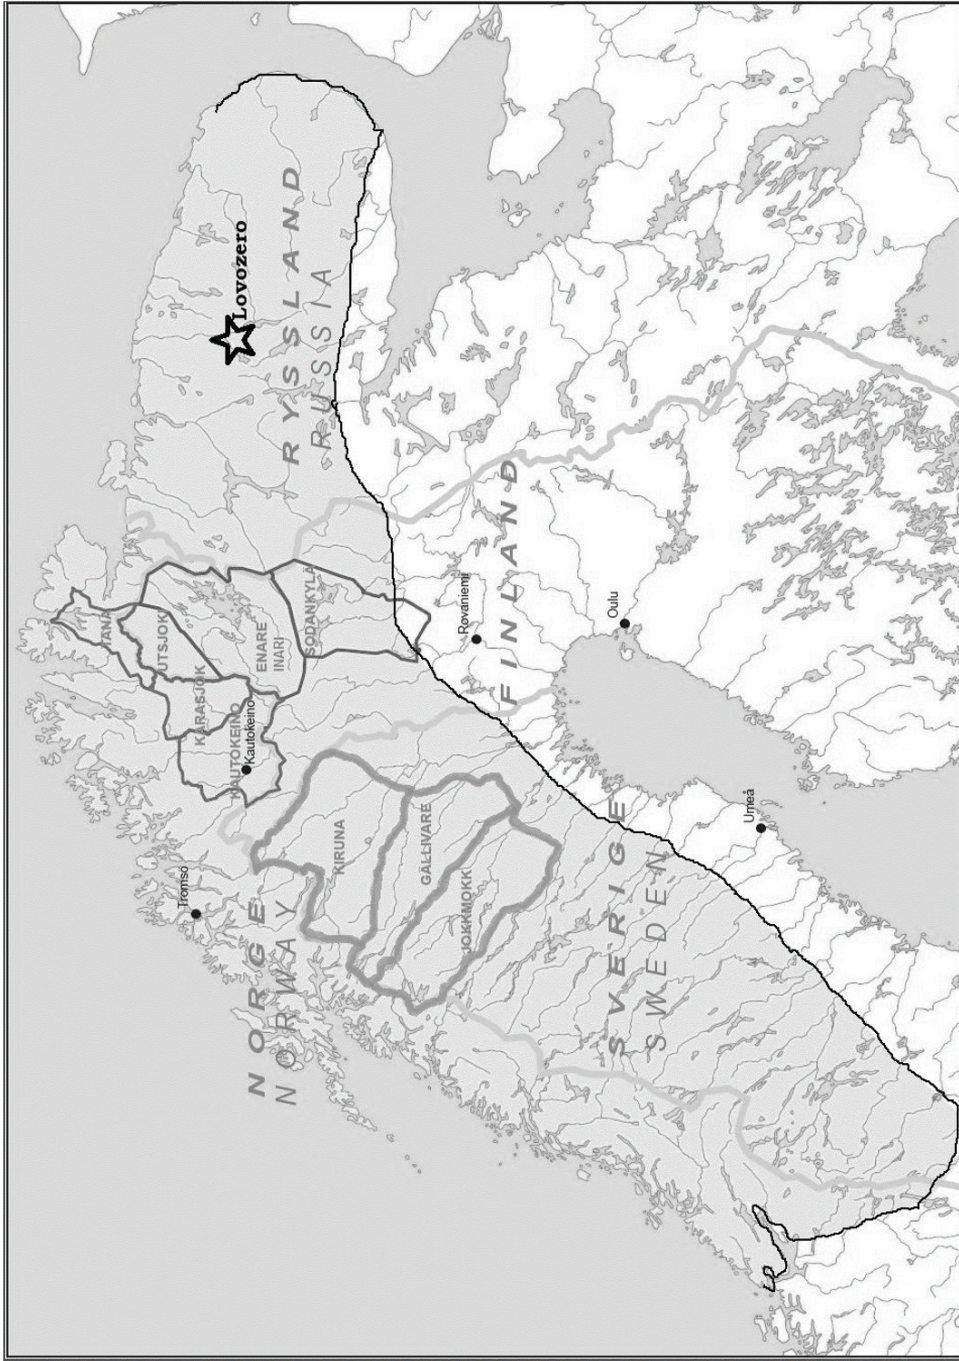 TANA
UTSJOK
Tromsø
KARASJOK
KAUTOKEINO
Lovozero
Kautokeino
NORGE
NORWAY
ENARE
INARI
RYSSLAND
RUSSIA
SODANKYLÄ
KIRUNA
GÄLLIVARE
JOKKMOKK
Rovaniemi
FINLAND
Oulu
SVERIGE
SWEDEN
Umeå